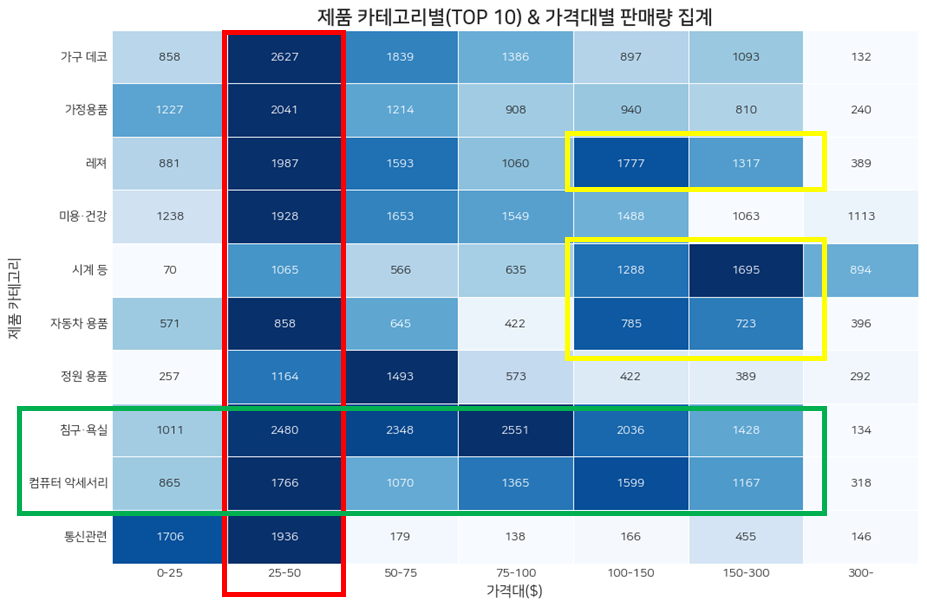 제품 카테고리별(TOP 10) & 가격대별 판매량 집계
제품 카테고리
가구 데코 858 2627 1839 1386 897 1093 132
가정용품 1227 2041 1214 908 940 810 240
레져 881 1987 1593 1060 1777 1317 389
미용·건강 1238 1928 1653 1549 1488 1063 1113
시계 등 70 1065 566 635 1288 1695 894
자동차 용품 571 858 645 422 785 723 396
정원 용품 257 1164 1493 573 422 389 292
침구·욕실 1011 2480 2348 2551 2036 1428 134
컴퓨터 악세서리 865 1766 1070 1365 1599 1167 318
통신관련 1706 1936 179 138 166 455 146
0-25 25-50 50-75 75-100 100-150 150-300 300-
가격대($)